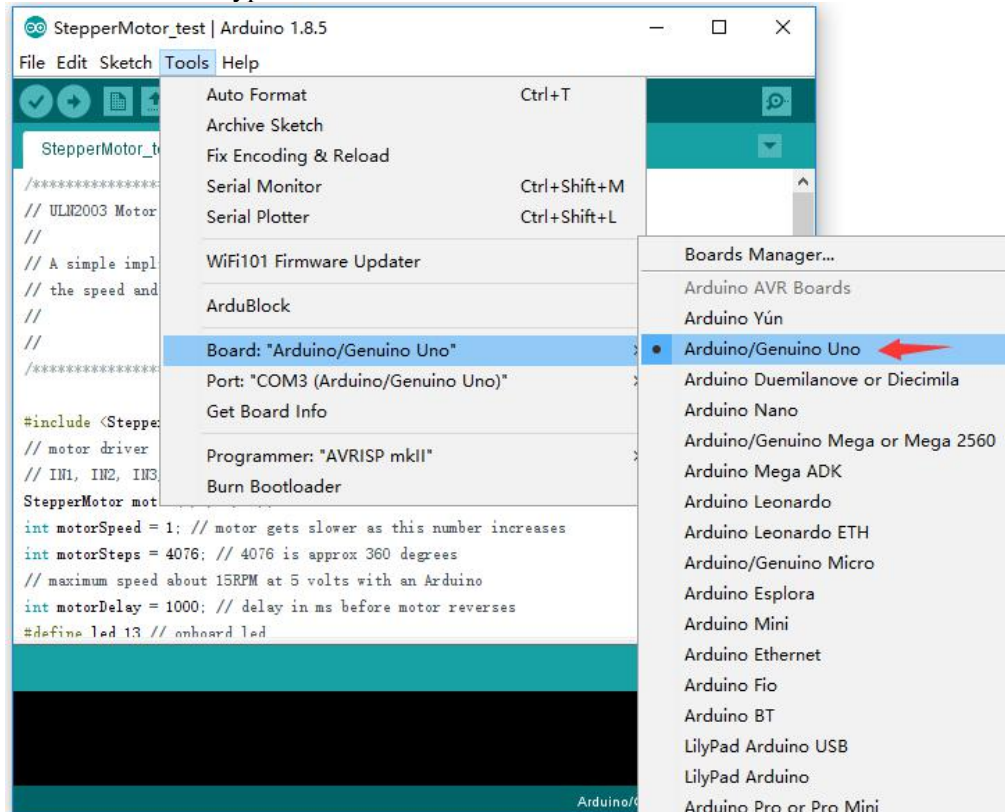 StepperMotor_test | Arduino 1.8.5
File Edit Sketch Tools Help
Auto Format Ctrl+T
Archive Sketch
Fix Encoding & Reload
Serial Monitor Ctrl+Shift+M
Serial Plotter Ctrl+Shift+L
WiFi101 Firmware Updater
ArduBlock
Board: "Arduino/Genuino Uno"
Port: "COM3 (Arduino/Genuino Uno)"
Get Board Info
Programmer: "AVRISP mkII"
Burn Bootloader
Boards Manager...
Arduino AVR Boards
Arduino Yún
Arduino/Genuino Uno
Arduino Duemilanove or Diecimila
Arduino Nano
Arduino/Genuino Mega or Mega 2560
Arduino Mega ADK
Arduino Leonardo
Arduino Leonardo ETH
Arduino/Genuino Micro
Arduino Esplora
Arduino Mini
Arduino Ethernet
Arduino Fio
Arduino BT
LilyPad Arduino USB
LilyPad Arduino
Arduino Pro or Pro Mini
StepperMotor_t
/***************
// ULN2003 Motor
//
// A simple impl
// the speed and
//
//
/***************
#include <Steppe
// motor driver
// IN1, IN2, IN3
StepperMotor mot
int motorSpeed = 1; // motor gets slower as this number increases
int motorSteps = 4076; // 4076 is approx 360 degrees
// maximum speed about 15RPM at 5 volts with an Arduino
int motorDelay = 1000; // delay in ms before motor reverses
#define led 13 // onboard led
Arduino/